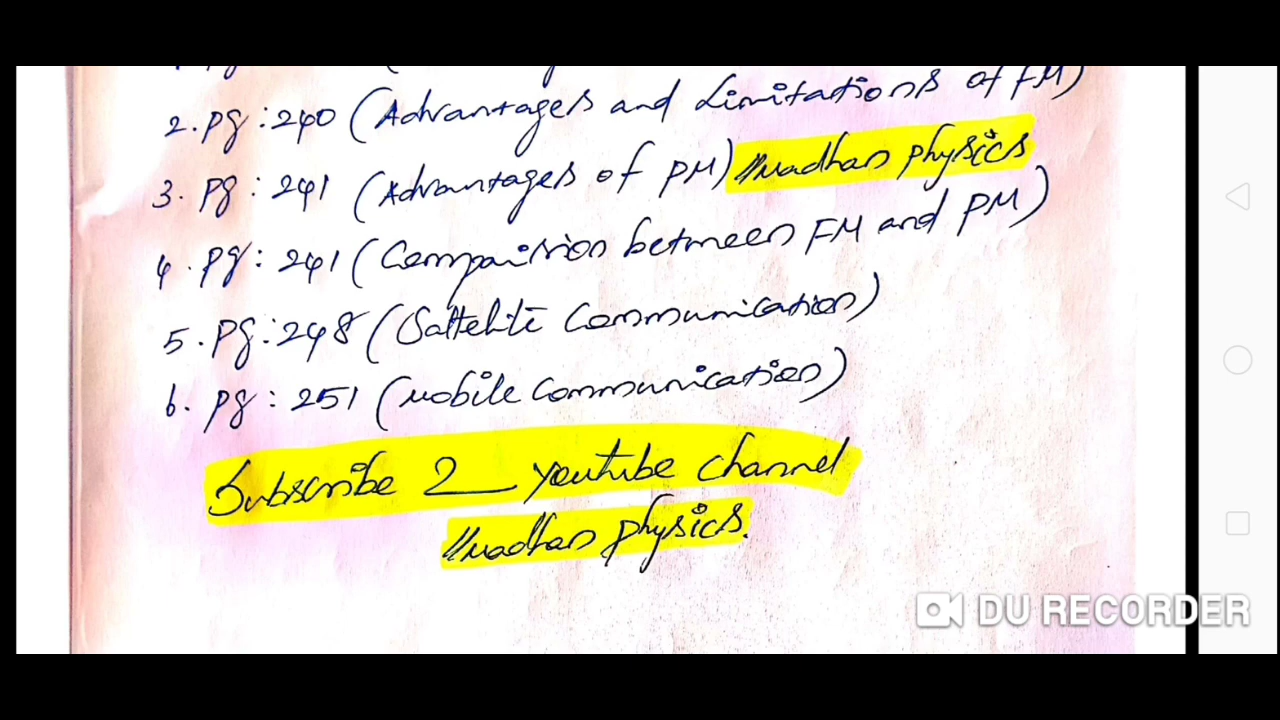 2. Pg : 240 (Advantages and Limitations of FM)
3. Pg : 241 (Advantages of PM) Madhan physics
4. Pg : 241 (Comparision between FM and PM)
5. Pg : 248 (Sattelite Communication)
6. Pg : 251 (Mobile Communication)
Subscribe 2 Youtube channel
Madhan physics.
DU RECORDER